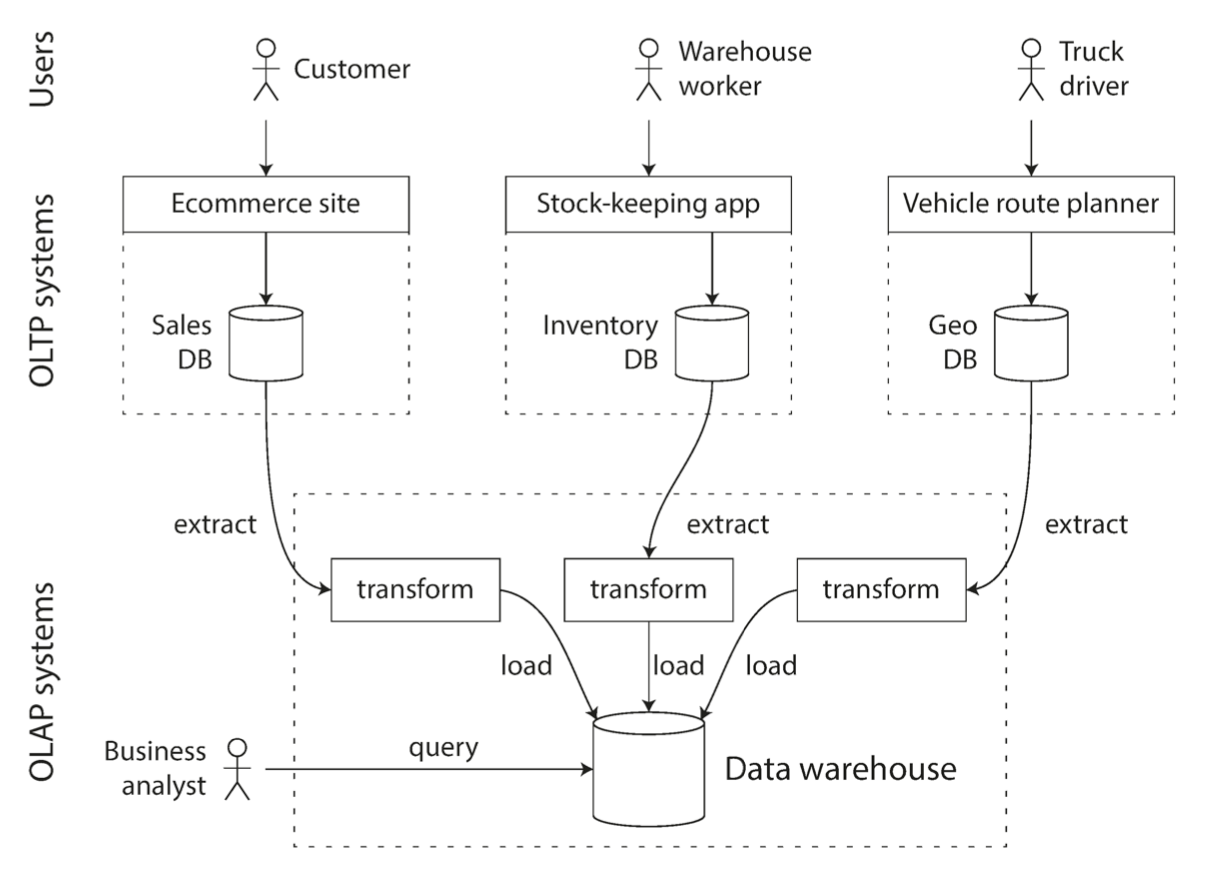 Users
Customer
Warehouse
worker
Truck
driver
OLTP systems
Ecommerce site
Stock-keeping app
Vehicle route planner
Sales
DB
Inventory
DB
Geo
DB
extract
extract
extract
OLAP systems
transform
transform
transform
load
load
load
Business
analyst
query
Data warehouse